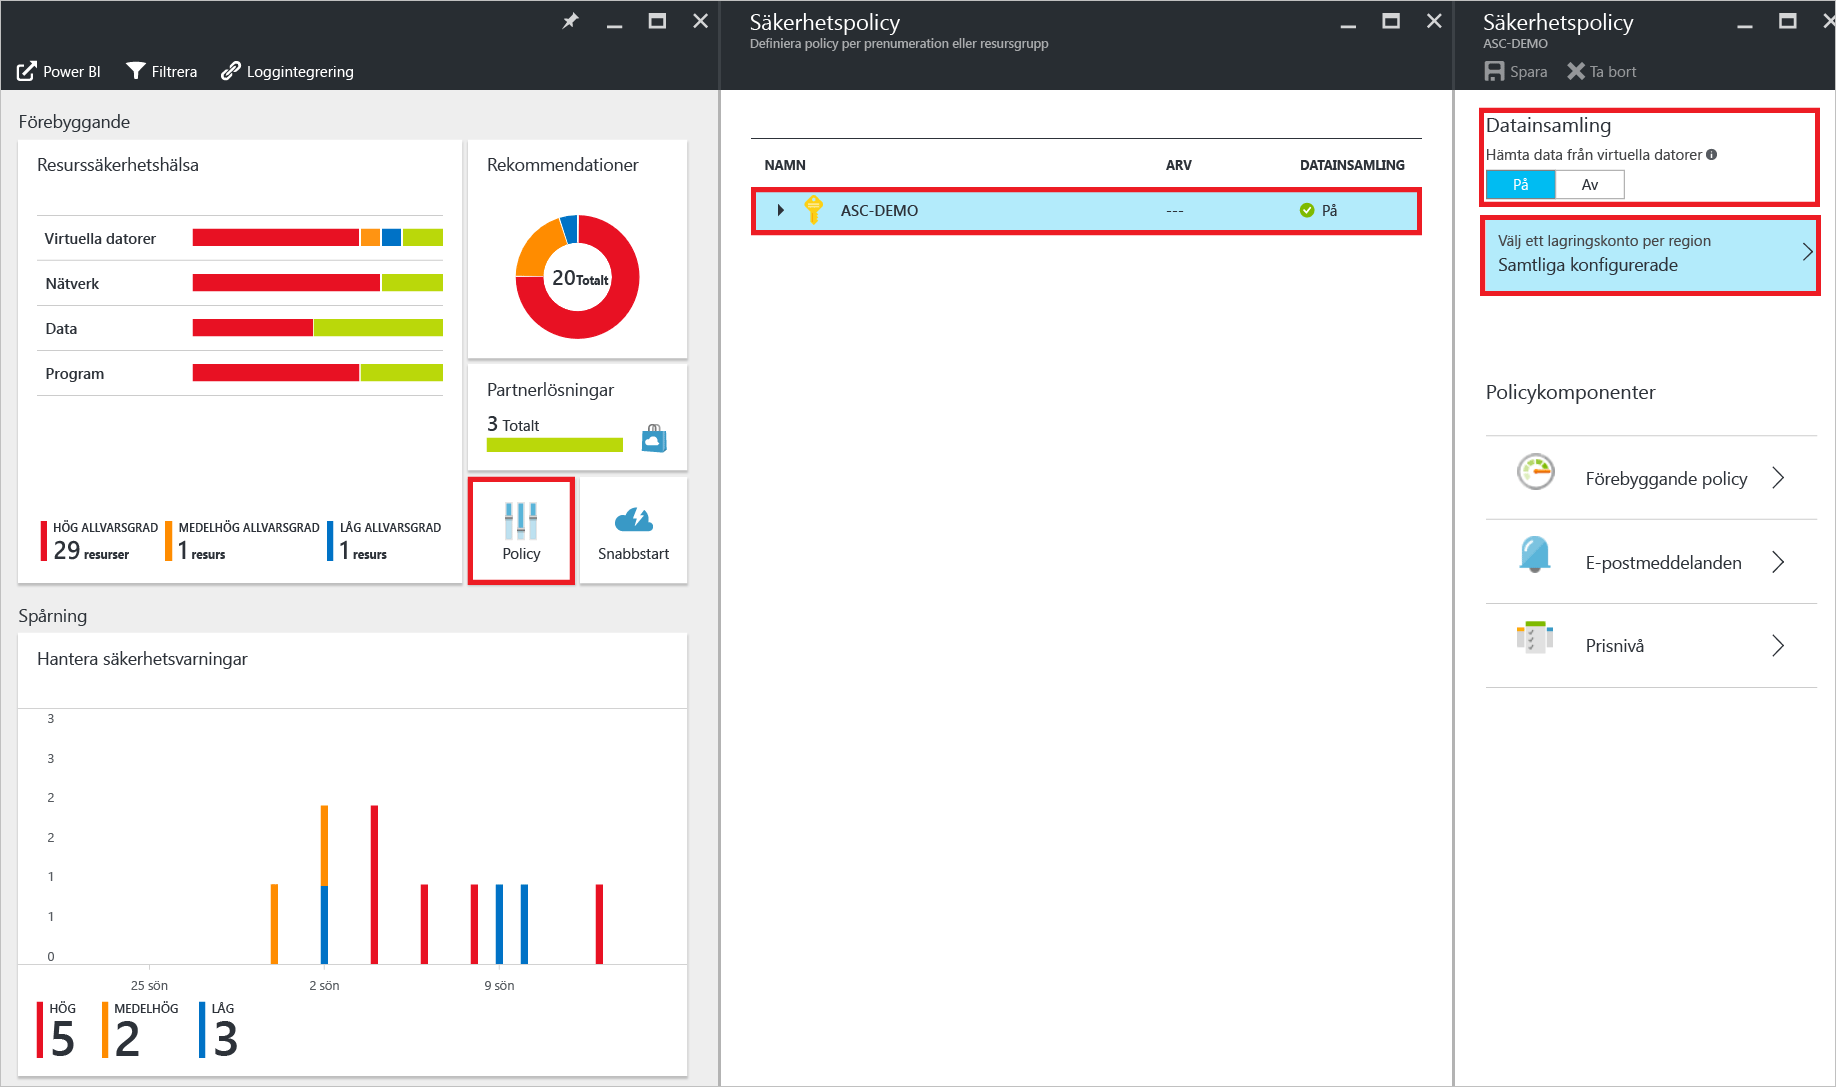 Power BI
Filtrera
Loggintegrering
Förebyggande
Resurssäkerhetshälsa
Virtuella datorer
Nätverk
Data
Program
HÖG ALLVARSGRAD
29 resurser
MEDELHÖG ALLVARSGRAD
1 resurs
LÅG ALLVARSGRAD
1 resurs
Rekommendationer
20 Totalt
Partnerlösningar
3 Totalt
Policy
Snabbstart
Spårning
Hantera säkerhetsvarningar
3
3
2
2
1
1
0
25 sön
2 sön
9 sön
HÖG
5
MEDELHÖG
2
LÅG
3
Säkerhetspolicy
Definiera policy per prenumeration eller resursgrupp
NAMN ARV DATAINSAMLING
ASC-DEMO --- På
Säkerhetspolicy
ASC-DEMO
Spara Ta bort
Datainsamling
Hämta data från virtuella datorer
På Av
Välj ett lagringskonto per region
Samtliga konfigurerade
Policykomponenter
Förebyggande policy
E-postmeddelanden
Prisnivå